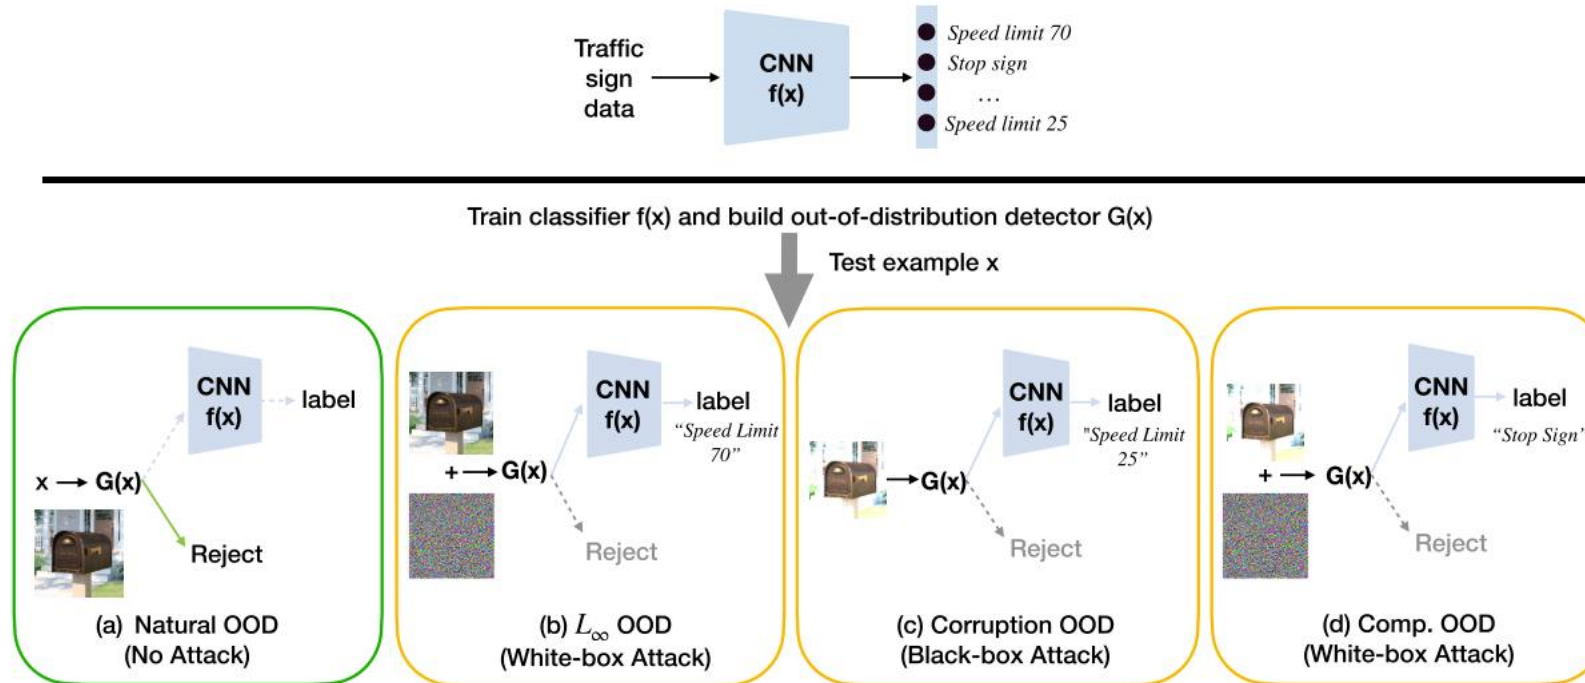 Traffic
sign
data
CNN
f(x)
Speed limit 70
Stop sign
...
Speed limit 25
Train classifier f(x) and build out-of-distribution detector G(x)
Test example x
CNN
f(x)
label
x
G(x)
Reject
(a) Natural OOD
(No Attack)
CNN
f(x)
label
“Speed Limit
70”
+
G(x)
Reject
(b) L∞ OOD
(White-box Attack)
CNN
f(x)
label
"Speed Limit
25”
G(x)
Reject
(c) Corruption OOD
(Black-box Attack)
CNN
f(x)
label
“Stop Sign”
+
G(x)
Reject
(d) Comp. OOD
(White-box Attack)